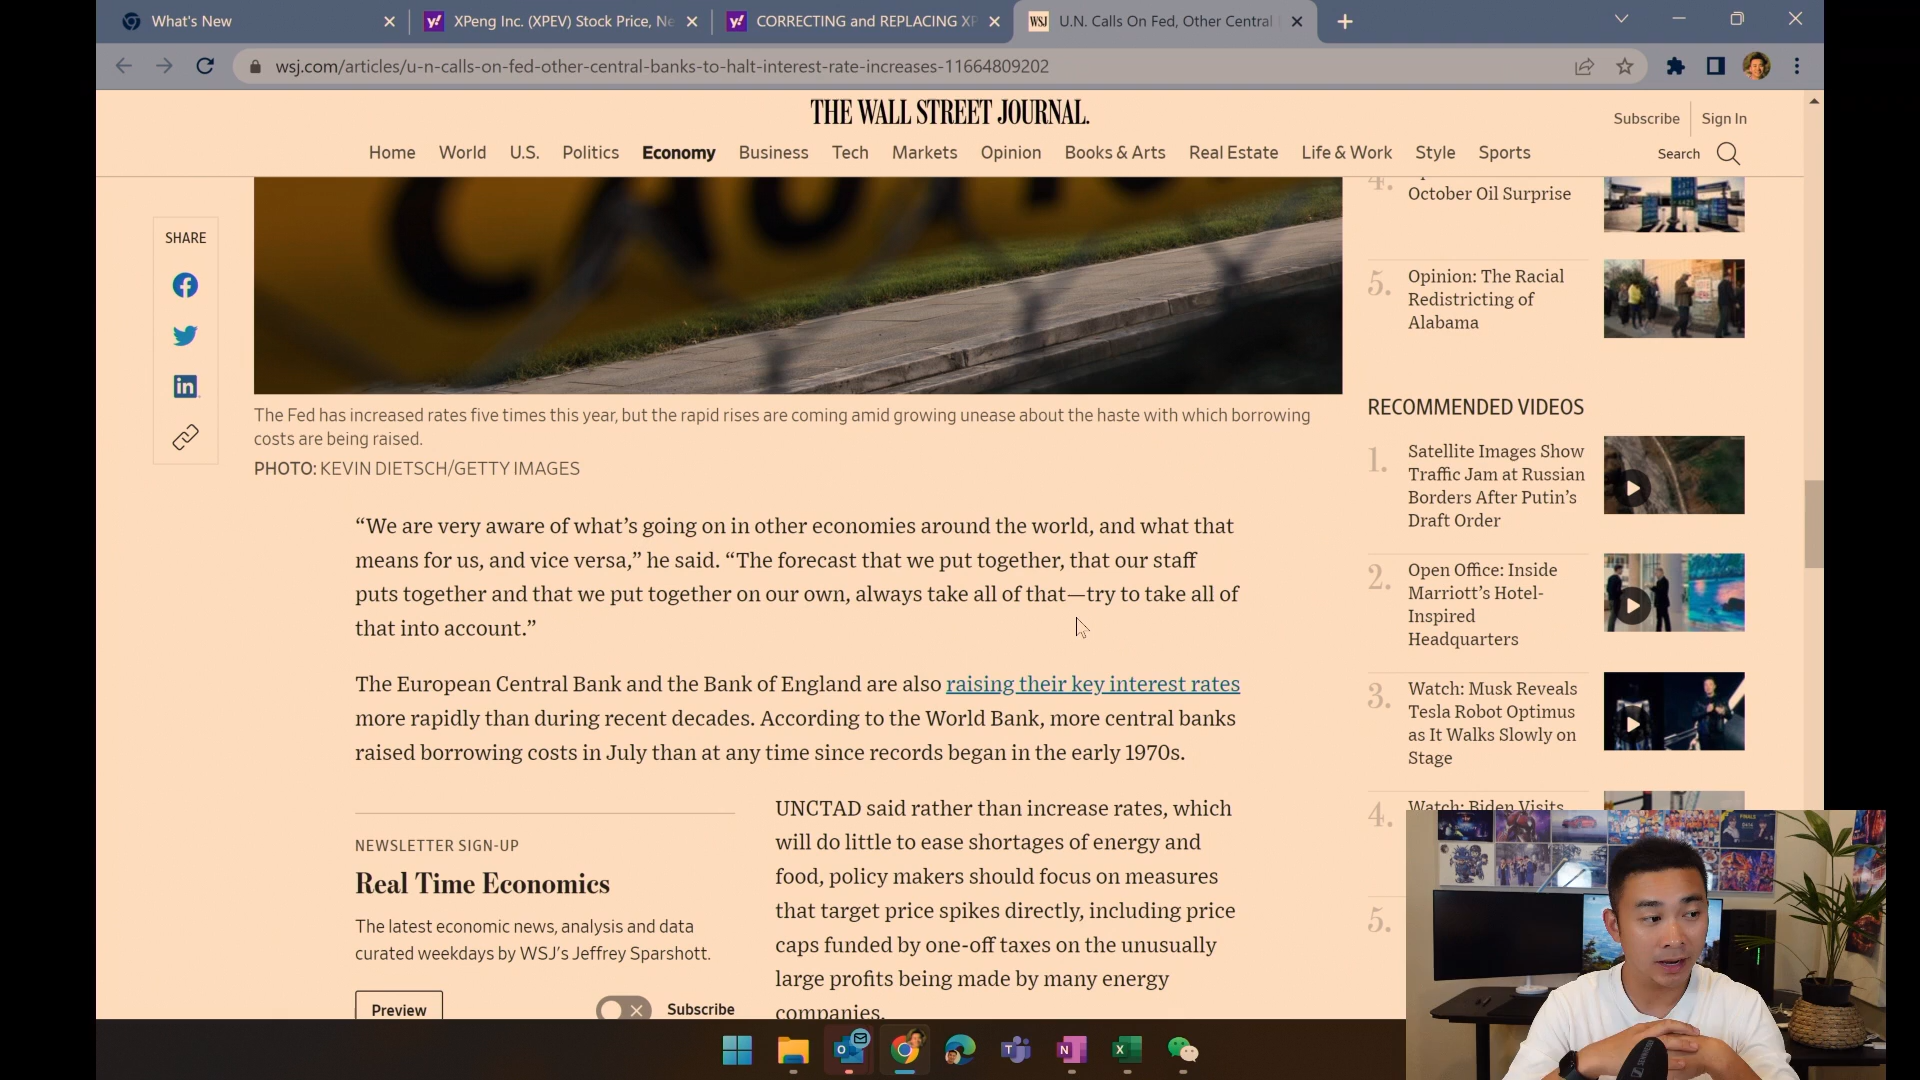 What's New
XPeng Inc. (XPEV) Stock Price, Ne
CORRECTING and REPLACING XP
WSJ
U.N. Calls On Fed, Other Central
wsj.com/articles/u-n-calls-on-fed-other-central-banks-to-halt-interest-rate-increases-11664809202
THE WALL STREET JOURNAL.
Subscribe
Sign In
Home World U.S. Politics Economy Business Tech Markets Opinion Books & Arts Real Estate Life & Work Style Sports
Search
SHARE
The Fed has increased rates five times this year, but the rapid rises are coming amid growing unease about the haste with which borrowing
costs are being raised.
PHOTO: KEVIN DIETSCH/GETTY IMAGES
“We are very aware of what’s going on in other economies around the world, and what that
means for us, and vice versa,” he said. “The forecast that we put together, that our staff
puts together and that we put together on our own, always take all of that—try to take all of
that into account.”
The European Central Bank and the Bank of England are also raising their key interest rates
more rapidly than during recent decades. According to the World Bank, more central banks
raised borrowing costs in July than at any time since records began in the early 1970s.
NEWSLETTER SIGN-UP
Real Time Economics
The latest economic news, analysis and data
curated weekdays by WSJ’s Jeffrey Sparshott.
Preview
Subscribe
UNCTAD said rather than increase rates, which
will do little to ease shortages of energy and
food, policy makers should focus on measures
that target price spikes directly, including price
caps funded by one-off taxes on the unusually
large profits being made by many energy
companies.
4.
October Oil Surprise
5.
Opinion: The Racial
Redistricting of
Alabama
RECOMMENDED VIDEOS
1.
Satellite Images Show
Traffic Jam at Russian
Borders After Putin’s
Draft Order
2.
Open Office: Inside
Marriott’s Hotel-
Inspired
Headquarters
3.
Watch: Musk Reveals
Tesla Robot Optimus
as It Walks Slowly on
Stage
4.
Watch: Biden Visits
5.